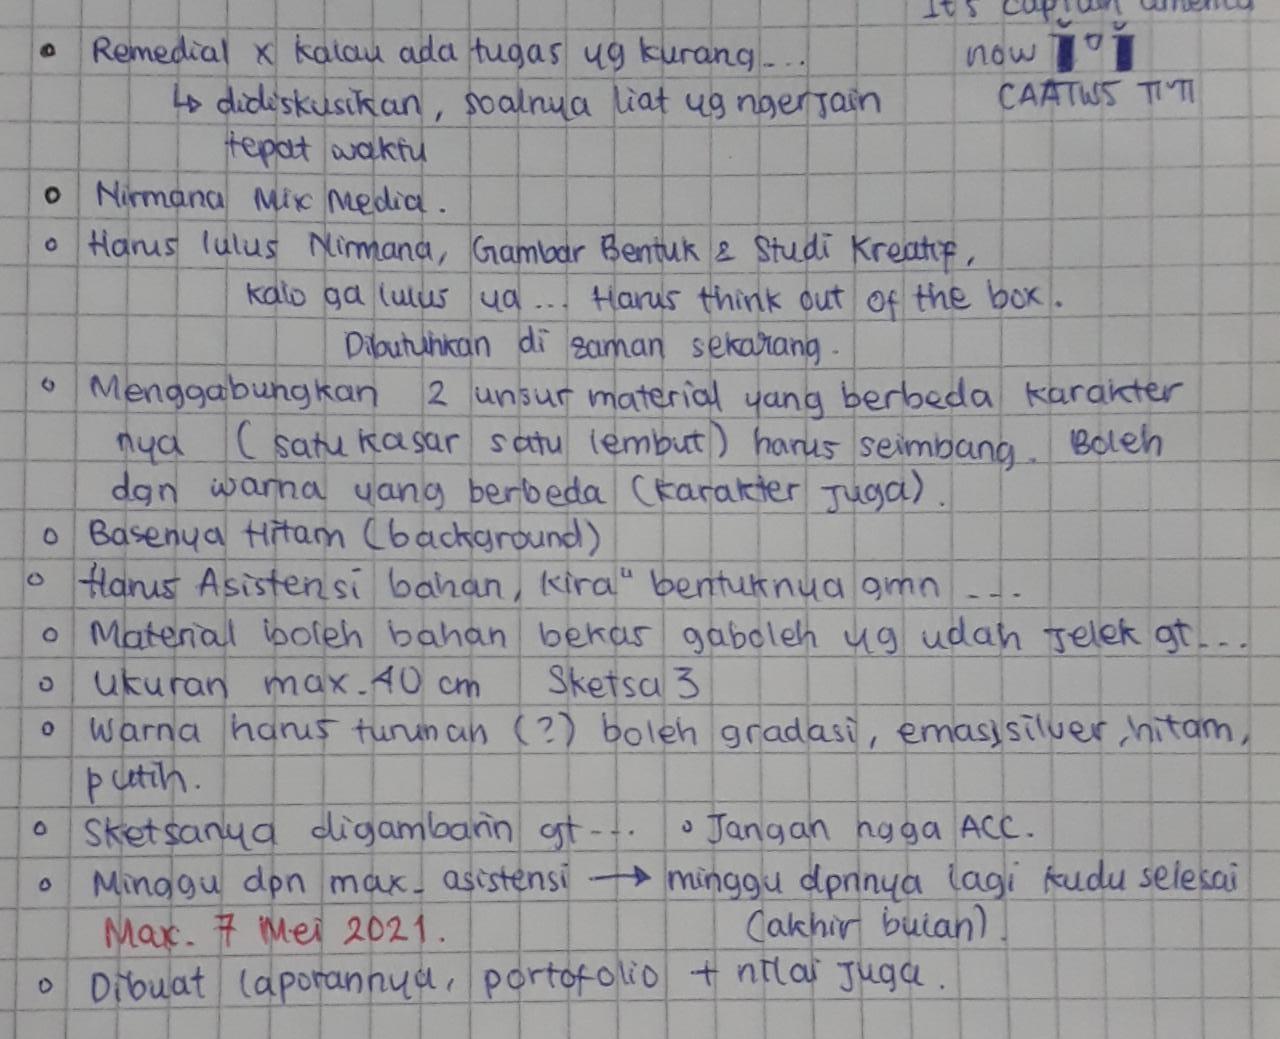 It's captain america
now
CAATWS TT TT
• Remedial x kalau ada tugas yg kurang...
↳ didiskusikan, soalnya liat yg ngerjain
tepat waktu
○ Nirmana Mix Media.
○ Harus lulus Nirmana, Gambar Bentuk & Studi Kreatif,
kalo ga lulus ya... Harus think out of the box.
Dibutuhkan di zaman sekarang.
○ Menggabungkan 2 unsur material yang berbeda karakter
nya (satu kasar satu lembut) harus seimbang. Boleh
dgn warna yang berbeda (karakter juga).
○ Basenya Hitam (background)
○ Harus Asistensi bahan, kira" bentuknya gmn ...
○ Material boleh bahan bekas gaboleh yg udah jelek gt...
○ Ukuran max. 40 cm Sketsa 3
○ Warna harus turunan (?) boleh gradasi, emas,silver,hitam,
putih.
○ Sketsanya digambarin gt... ○ Jangan ngga ACC.
○ Minggu dpn max. asistensi → minggu dpnnya lagi kudu selesai
Max. 7 Mei 2021. (akhir bulan).
○ Dibuat laporannya, portofolio + nilai juga.